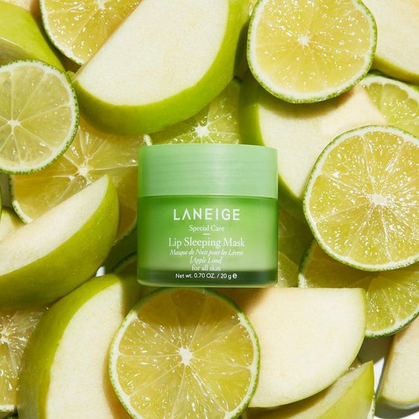 LANEIGE
Special Care
Lip Sleeping Mask
Masque de Nuit pour les Lèvres
[Apple Lime]
for all skin
Net wt. 0.70 OZ. / 20 g ℮